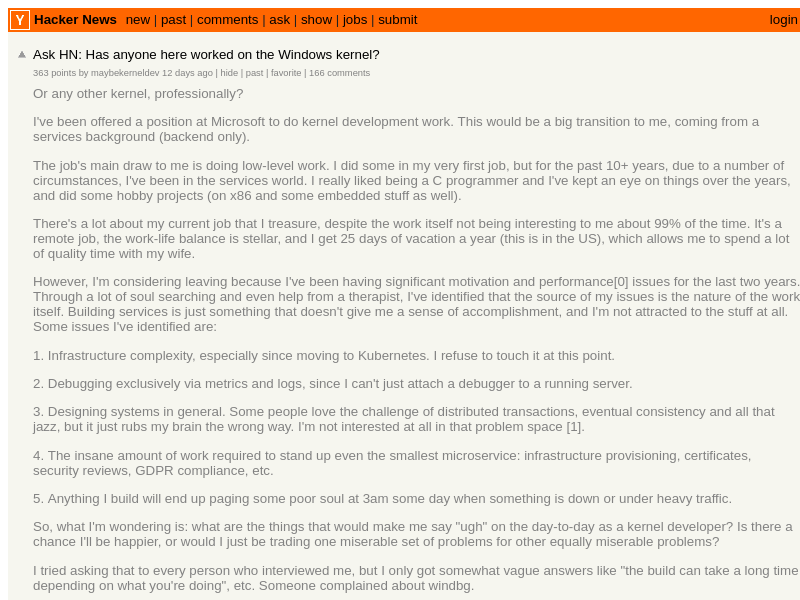 Y Hacker News new | past | comments | ask | show | jobs | submit login
Ask HN: Has anyone here worked on the Windows kernel?
363 points by maybekerneldev 12 days ago | hide | past | favorite | 166 comments
Or any other kernel, professionally?
I've been offered a position at Microsoft to do kernel development work. This would be a big transition to me, coming from a
services background (backend only).
The job's main draw to me is doing low-level work. I did some in my very first job, but for the past 10+ years, due to a number of
circumstances, I've been in the services world. I really liked being a C programmer and I've kept an eye on things over the years,
and did some hobby projects (on x86 and some embedded stuff as well).
There's a lot about my current job that I treasure, despite the work itself not being interesting to me about 99% of the time. It's a
remote job, the work-life balance is stellar, and I get 25 days of vacation a year (this is in the US), which allows me to spend a lot
of quality time with my wife.
However, I'm considering leaving because I've been having significant motivation and performance[0] issues for the last two years.
Through a lot of soul searching and even help from a therapist, I've identified that the source of my issues is the nature of the work
itself. Building services is just something that doesn't give me a sense of accomplishment, and I'm not attracted to the stuff at all.
Some issues I've identified are:
1. Infrastructure complexity, especially since moving to Kubernetes. I refuse to touch it at this point.
2. Debugging exclusively via metrics and logs, since I can't just attach a debugger to a running server.
3. Designing systems in general. Some people love the challenge of distributed transactions, eventual consistency and all that
jazz, but it just rubs my brain the wrong way. I'm not interested at all in that problem space [1].
4. The insane amount of work required to stand up even the smallest microservice: infrastructure provisioning, certificates,
security reviews, GDPR compliance, etc.
5. Anything I build will end up paging some poor soul at 3am some day when something is down or under heavy traffic.
So, what I'm wondering is: what are the things that would make me say "ugh" on the day-to-day as a kernel developer? Is there a
chance I'll be happier, or would I just be trading one miserable set of problems for other equally miserable problems?
I tried asking that to every person who interviewed me, but I only got somewhat vague answers like "the build can take a long time
depending on what you're doing", etc. Someone complained about windbg.